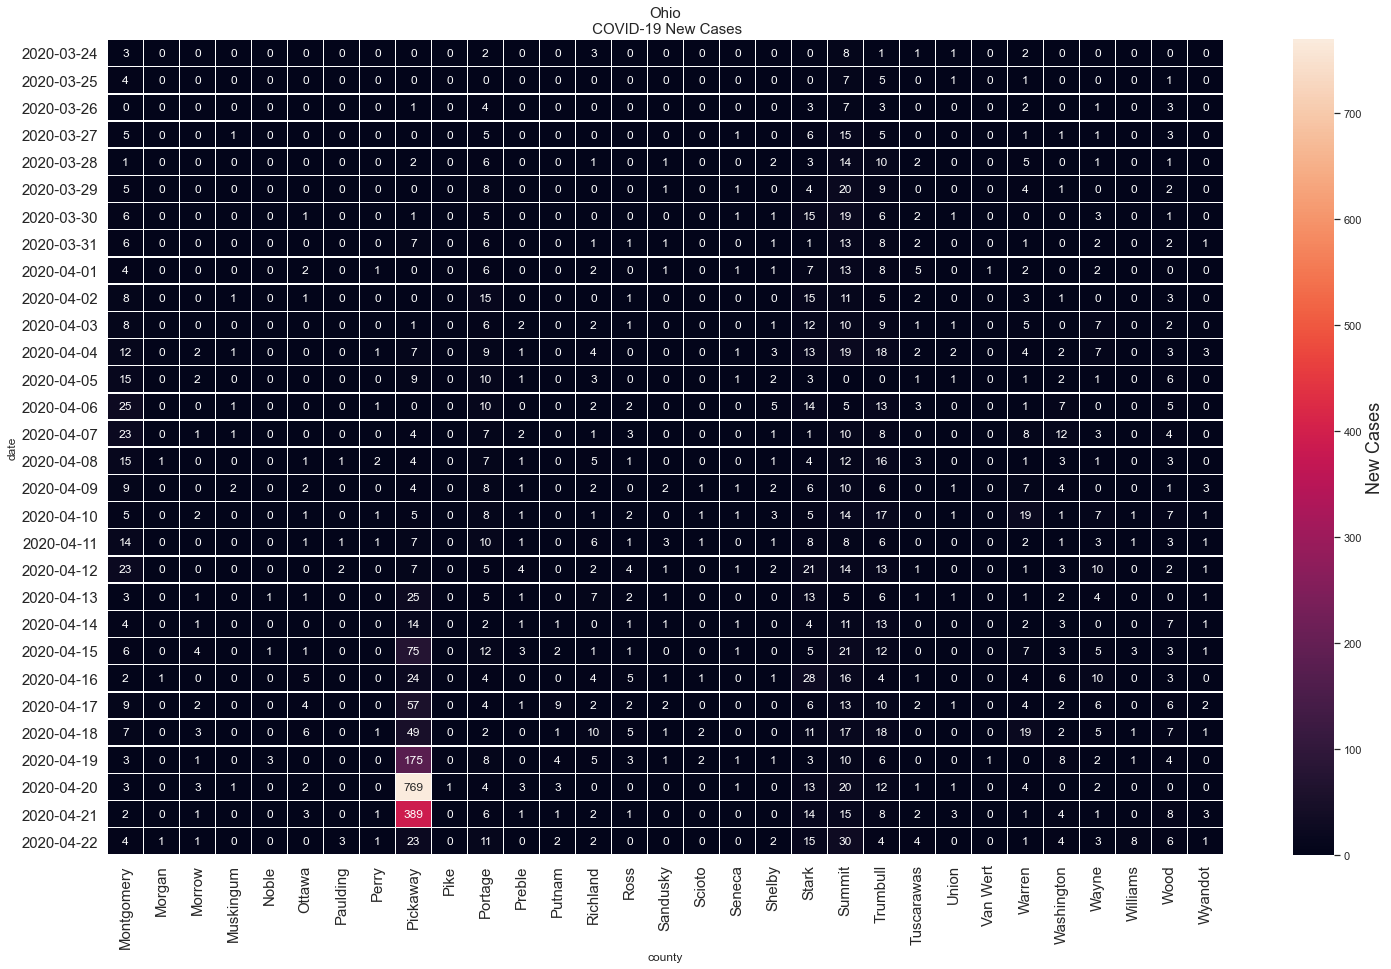 Ohio
COVID-19 New Cases
2020-03-24 3 0 0 0 0 0 0 0 0 0 2 0 0 3 0 0 0 0 0 0 8 1 1 1 0 2 0 0 0 0 0
2020-03-25 4 0 0 0 0 0 0 0 0 0 0 0 0 0 0 0 0 0 0 0 7 5 0 1 0 1 0 0 0 1 0
2020-03-26 0 0 0 0 0 0 0 0 1 0 4 0 0 0 0 0 0 0 0 3 7 3 0 0 0 2 0 1 0 3 0
2020-03-27 5 0 0 1 0 0 0 0 0 0 5 0 0 0 0 0 0 1 0 6 15 5 0 0 0 1 1 1 0 3 0
2020-03-28 1 0 0 0 0 0 0 0 2 0 6 0 0 1 0 1 0 0 2 3 14 10 2 0 0 5 0 1 0 1 0
2020-03-29 5 0 0 0 0 0 0 0 0 0 8 0 0 0 0 1 0 1 0 4 20 9 0 0 0 4 1 0 0 2 0
2020-03-30 6 0 0 0 0 1 0 0 1 0 5 0 0 0 0 0 0 1 1 15 19 6 2 1 0 0 0 3 0 1 0
2020-03-31 6 0 0 0 0 0 0 0 7 0 6 0 0 1 1 1 0 0 1 1 13 8 2 0 0 1 0 2 0 2 1
2020-04-01 4 0 0 0 0 2 0 1 0 0 6 0 0 2 0 1 0 1 1 7 13 8 5 0 1 2 0 2 0 0 0
2020-04-02 8 0 0 1 0 1 0 0 0 0 15 0 0 0 1 0 0 0 0 15 11 5 2 0 0 3 1 0 0 3 0
2020-04-03 8 0 0 0 0 0 0 0 1 0 6 2 0 2 1 0 0 0 1 12 10 9 1 1 0 5 0 7 0 2 0
2020-04-04 12 0 2 1 0 0 0 1 7 0 9 1 0 4 0 0 0 1 3 13 19 18 2 2 0 4 2 7 0 3 3
2020-04-05 15 0 2 0 0 0 0 0 9 0 10 1 0 3 0 0 0 1 2 3 0 0 1 1 0 1 2 1 0 6 0
2020-04-06 25 0 0 1 0 0 0 1 0 0 10 0 0 2 2 0 0 0 5 14 5 13 3 0 0 1 7 0 0 5 0
2020-04-07 23 0 1 1 0 0 0 0 4 0 7 2 0 1 3 0 0 0 1 1 10 8 0 0 0 8 12 3 0 4 0
2020-04-08 15 1 0 0 0 1 1 2 4 0 7 1 0 5 1 0 0 0 1 4 12 16 3 0 0 1 3 1 0 3 0
2020-04-09 9 0 0 2 0 2 0 0 4 0 8 1 0 2 0 2 1 1 2 6 10 6 0 1 0 7 4 0 0 1 3
2020-04-10 5 0 2 0 0 1 0 1 5 0 8 1 0 1 2 0 1 1 3 5 14 17 0 1 0 19 1 7 1 7 1
2020-04-11 14 0 0 0 0 1 1 1 7 0 10 1 0 6 1 3 1 0 1 8 8 6 0 0 0 2 1 3 1 3 1
2020-04-12 23 0 0 0 0 0 2 0 7 0 5 4 0 2 4 1 0 1 2 21 14 13 1 0 0 1 3 10 0 2 1
2020-04-13 3 0 1 0 1 1 0 0 25 0 5 1 0 7 2 1 0 0 0 13 5 6 1 1 0 1 2 4 0 0 1
2020-04-14 4 0 1 0 0 0 0 0 14 0 2 1 1 0 1 1 0 1 0 4 11 13 0 0 0 2 3 0 0 7 1
2020-04-15 6 0 4 0 1 1 0 0 75 0 12 3 2 1 1 0 0 1 0 5 21 12 0 0 0 7 3 5 3 3 1
2020-04-16 2 1 0 0 0 5 0 0 24 0 4 0 0 4 5 1 1 0 1 28 16 4 1 0 0 4 6 10 0 3 0
2020-04-17 9 0 2 0 0 4 0 0 57 0 4 1 9 2 2 2 0 0 0 6 13 10 2 1 0 4 2 6 0 6 2
2020-04-18 7 0 3 0 0 6 0 1 49 0 2 0 1 10 5 1 2 0 0 11 17 18 0 0 0 19 2 5 1 7 1
2020-04-19 3 0 1 0 3 0 0 0 175 0 8 0 4 5 3 1 2 1 1 3 10 6 0 0 1 0 8 2 1 4 0
2020-04-20 3 0 3 1 0 2 0 0 769 1 4 3 3 0 0 0 0 1 0 13 20 12 1 1 0 4 0 2 0 0 0
2020-04-21 2 0 1 0 0 3 0 1 389 0 6 1 1 2 1 0 0 0 0 14 15 8 2 3 0 1 4 1 0 8 3
2020-04-22 4 1 1 0 0 0 3 1 23 0 11 0 2 2 0 0 0 0 2 15 30 4 4 0 0 1 4 3 8 6 1
Montgomery Morgan Morrow Muskingum Noble Ottawa Paulding Perry Pickaway Pike Portage Preble Putnam Richland Ross Sandusky Scioto Seneca Shelby Stark Summit Trumbull Tuscarawas Union Van Wert Warren Washington Wayne Williams Wood Wyandot
county
date
700
600
500
400
300
200
100
0
New Cases